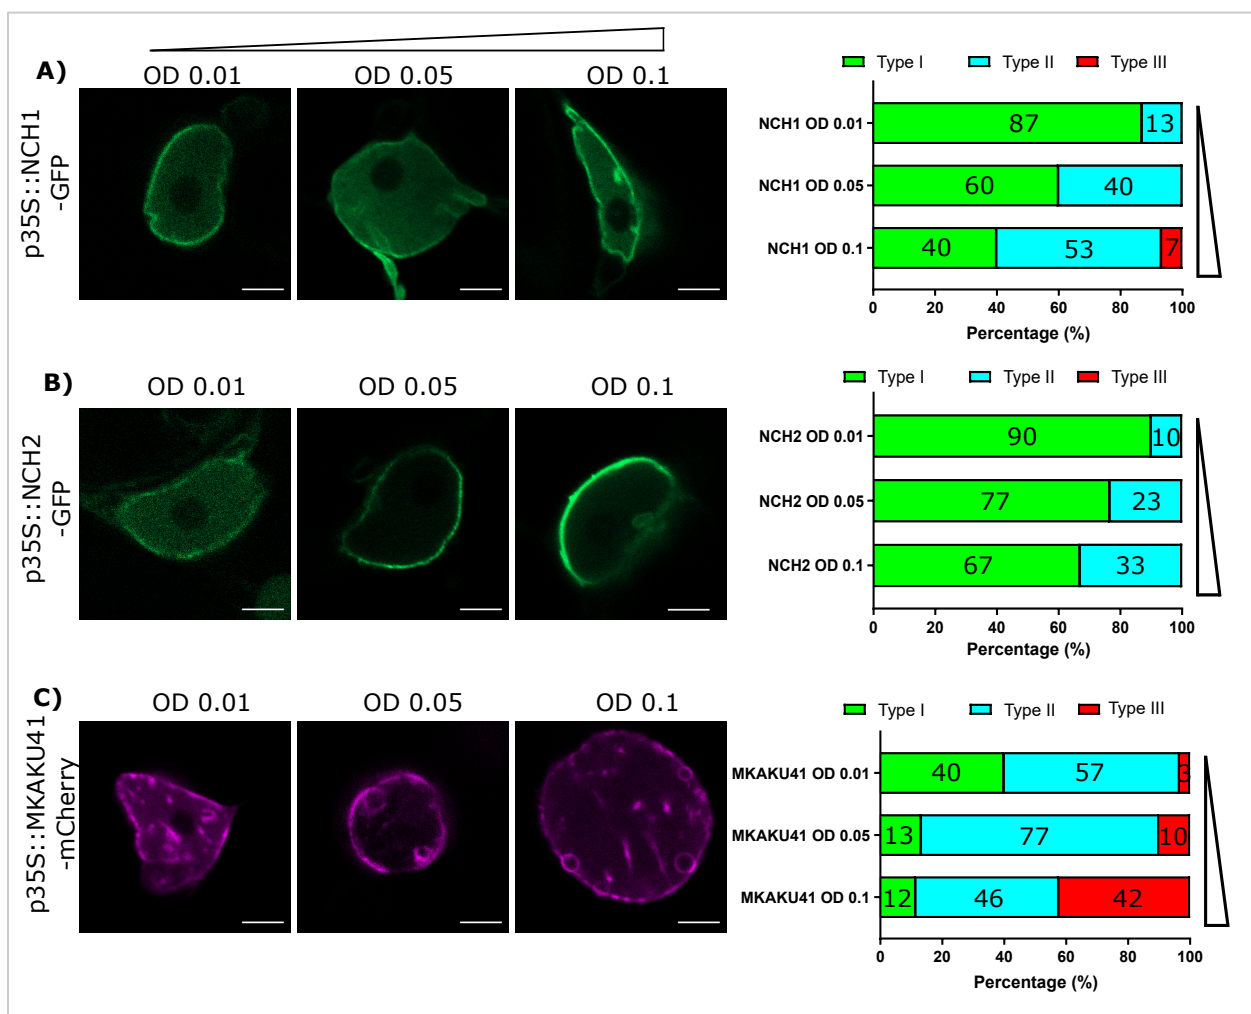 A)
OD 0.01
OD 0.05
OD 0.1
p35S::NCH1
-GFP
Type I
Type II
Type III
NCH1 OD 0.01
87
13
NCH1 OD 0.05
60
40
NCH1 OD 0.1
40
53
7
0
20
40
60
80
100
Percentage (%)
B)
OD 0.01
OD 0.05
OD 0.1
p35S::NCH2
-GFP
Type I
Type II
Type III
NCH2 OD 0.01
90
10
NCH2 OD 0.05
77
23
NCH2 OD 0.1
67
33
0
20
40
60
80
100
Percentage (%)
C)
OD 0.01
OD 0.05
OD 0.1
p35S::MKAKU41
-mCherry
Type I
Type II
Type III
MKAKU41 OD 0.01
40
57
3
MKAKU41 OD 0.05
13
77
10
MKAKU41 OD 0.1
12
46
42
0
20
40
60
80
100
Percentage (%)